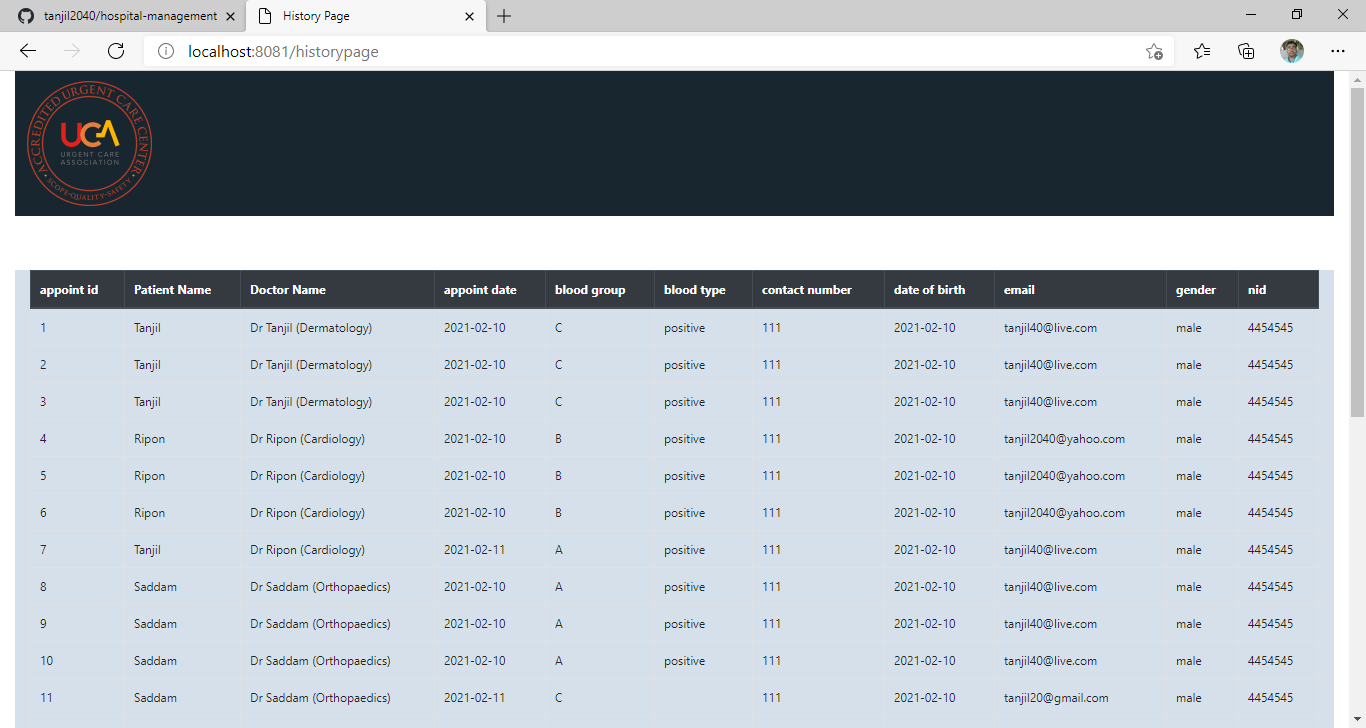 tanjil2040/hospital-management
History Page
localhost:8081/historypage
ACCREDITED URGENT CARE CENTER
UCA
URGENT CARE
ASSOCIATION
SCOPE•QUALITY•SAFETY
appoint id Patient Name Doctor Name appoint date blood group blood type contact number date of birth email gender nid
1 Tanjil Dr Tanjil (Dermatology) 2021-02-10 C positive 111 2021-02-10 tanjil40@live.com male 4454545
2 Tanjil Dr Tanjil (Dermatology) 2021-02-10 C positive 111 2021-02-10 tanjil40@live.com male 4454545
3 Tanjil Dr Tanjil (Dermatology) 2021-02-10 C positive 111 2021-02-10 tanjil40@live.com male 4454545
4 Ripon Dr Ripon (Cardiology) 2021-02-10 B positive 111 2021-02-10 tanjil2040@yahoo.com male 4454545
5 Ripon Dr Ripon (Cardiology) 2021-02-10 B positive 111 2021-02-10 tanjil2040@yahoo.com male 4454545
6 Ripon Dr Ripon (Cardiology) 2021-02-10 B positive 111 2021-02-10 tanjil2040@yahoo.com male 4454545
7 Tanjil Dr Ripon (Cardiology) 2021-02-11 A positive 111 2021-02-10 tanjil40@live.com male 4454545
8 Saddam Dr Saddam (Orthopaedics) 2021-02-10 A positive 111 2021-02-10 tanjil40@live.com male 4454545
9 Saddam Dr Saddam (Orthopaedics) 2021-02-10 A positive 111 2021-02-10 tanjil40@live.com male 4454545
10 Saddam Dr Saddam (Orthopaedics) 2021-02-10 A positive 111 2021-02-10 tanjil40@live.com male 4454545
11 Saddam Dr Saddam (Orthopaedics) 2021-02-11 C 111 2021-02-10 tanjil20@gmail.com male 4454545